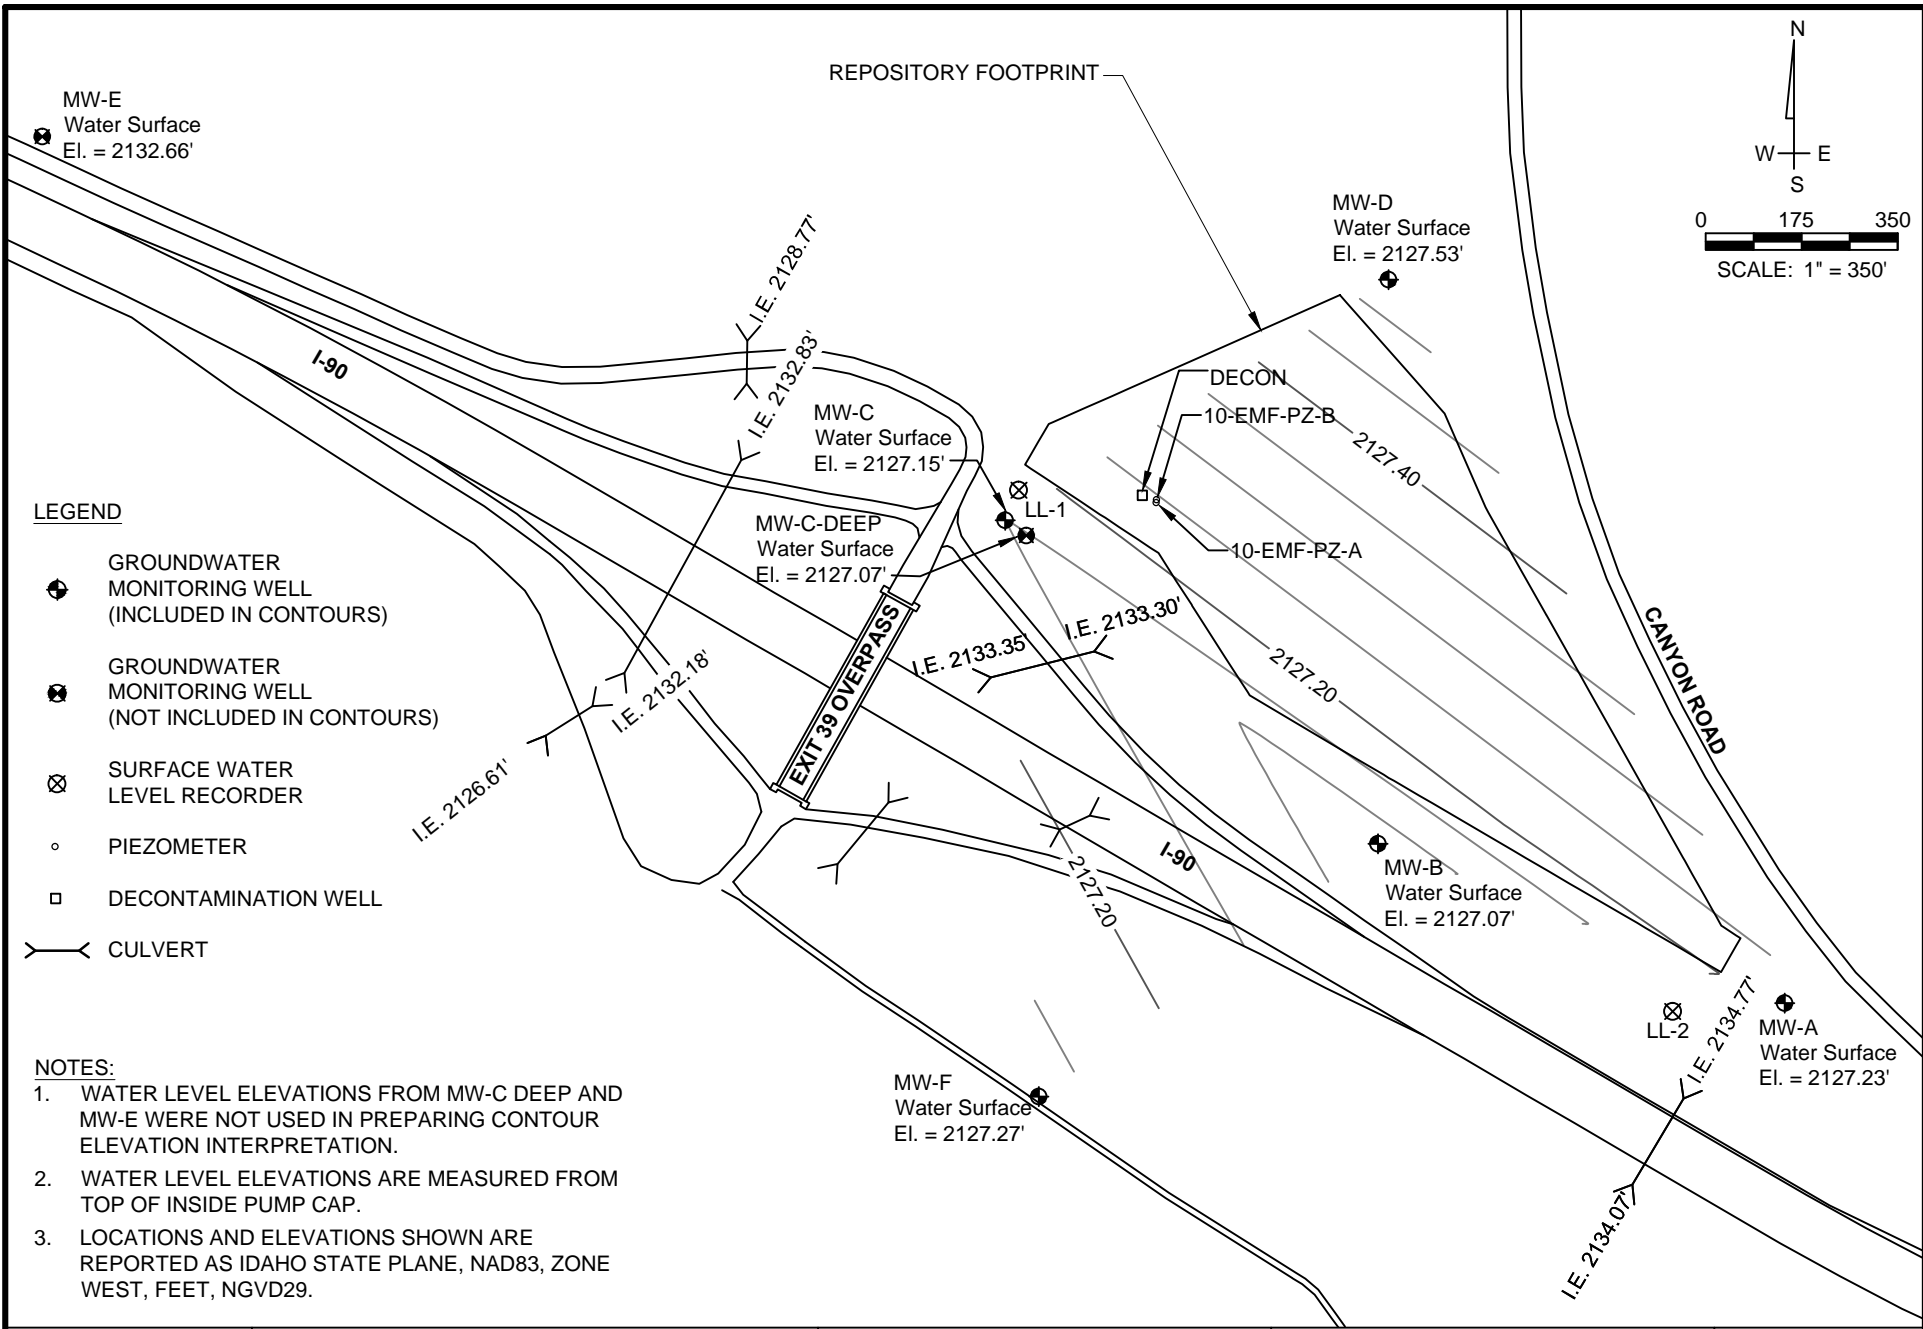 REPOSITORY FOOTPRINT
N
W E
S
0 175 350
SCALE: 1" = 350'
MW-E
Water Surface
El. = 2132.66'
MW-D
Water Surface
El. = 2127.53'
I.E. 2128.77'
I.E. 2132.83'
I-90
DECON
10-EMF-PZ-B
2127.40
MW-C
Water Surface
El. = 2127.15'
LL-1
MW-C-DEEP
Water Surface
El. = 2127.07'
10-EMF-PZ-A
I.E. 2133.30'
I.E. 2133.35'
2127.20
CANYON ROAD
EXIT 39 OVERPASS
I.E. 2132.18'
I.E. 2126.61'
I-90
2127.20
MW-B
Water Surface
El. = 2127.07'
LL-2
I.E. 2134.77'
MW-A
Water Surface
El. = 2127.23'
MW-F
Water Surface
El. = 2127.27'
I.E. 2134.07'
LEGEND
GROUNDWATER
MONITORING WELL
(INCLUDED IN CONTOURS)
GROUNDWATER
MONITORING WELL
(NOT INCLUDED IN CONTOURS)
SURFACE WATER
LEVEL RECORDER
PIEZOMETER
DECONTAMINATION WELL
CULVERT
NOTES:
1. WATER LEVEL ELEVATIONS FROM MW-C DEEP AND
MW-E WERE NOT USED IN PREPARING CONTOUR
ELEVATION INTERPRETATION.
2. WATER LEVEL ELEVATIONS ARE MEASURED FROM
TOP OF INSIDE PUMP CAP.
3. LOCATIONS AND ELEVATIONS SHOWN ARE
REPORTED AS IDAHO STATE PLANE, NAD83, ZONE
WEST, FEET, NGVD29.